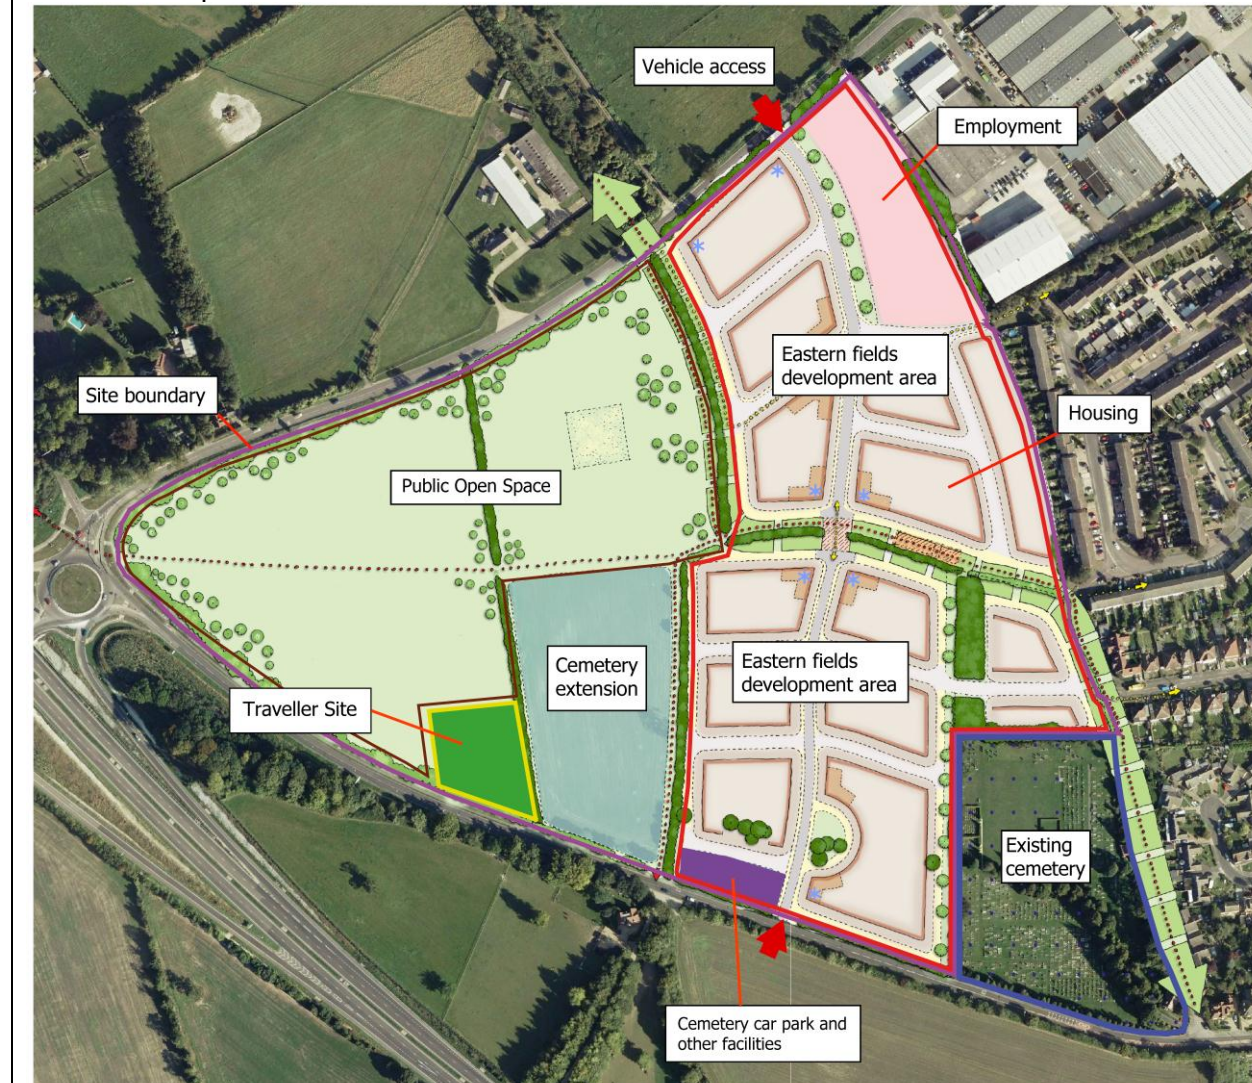 Vehicle access
Employment
Eastern fields
development area
Site boundary
Housing
Public Open Space
Eastern fields
development area
Cemetery
extension
Traveller Site
Existing
cemetery
Cemetery car park and
other facilities